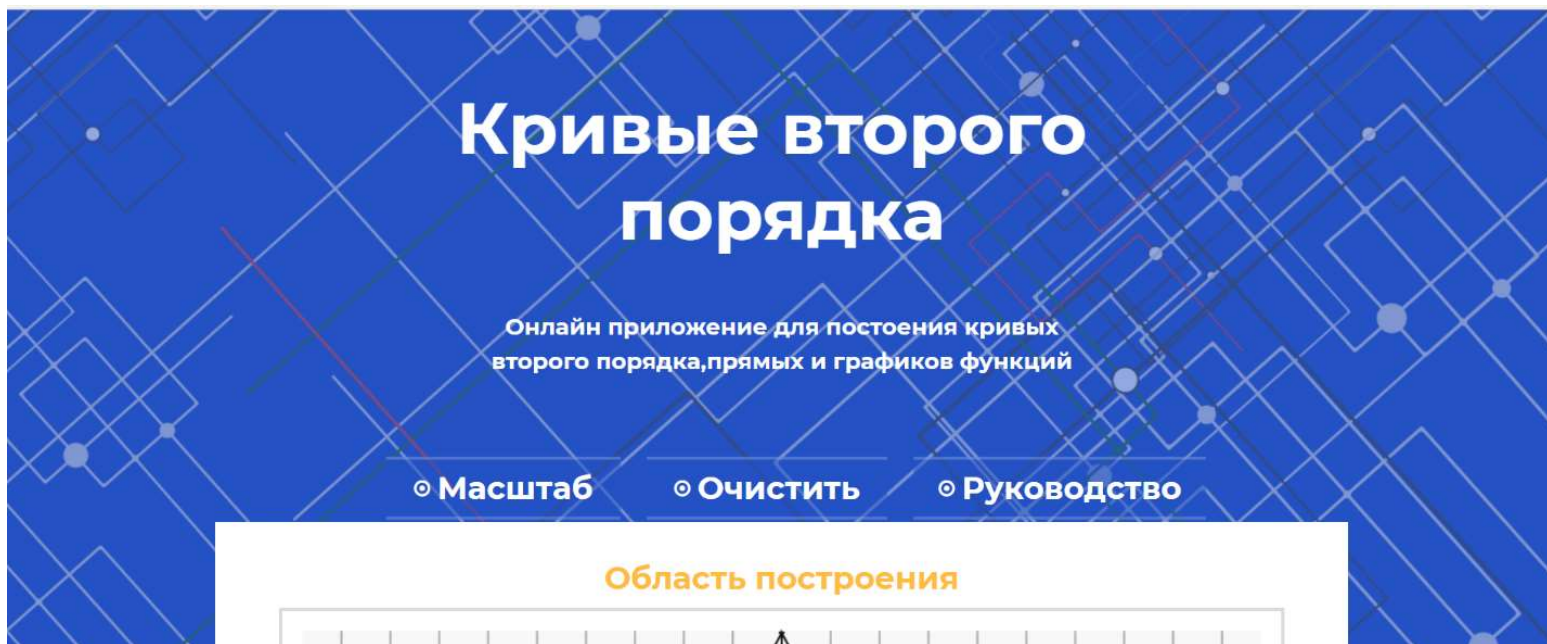 Кривые второго
порядка
Онлайн приложение для постоения кривых
второго порядка,прямых и графиков функций
Масштаб Очистить Руководство
Область построения